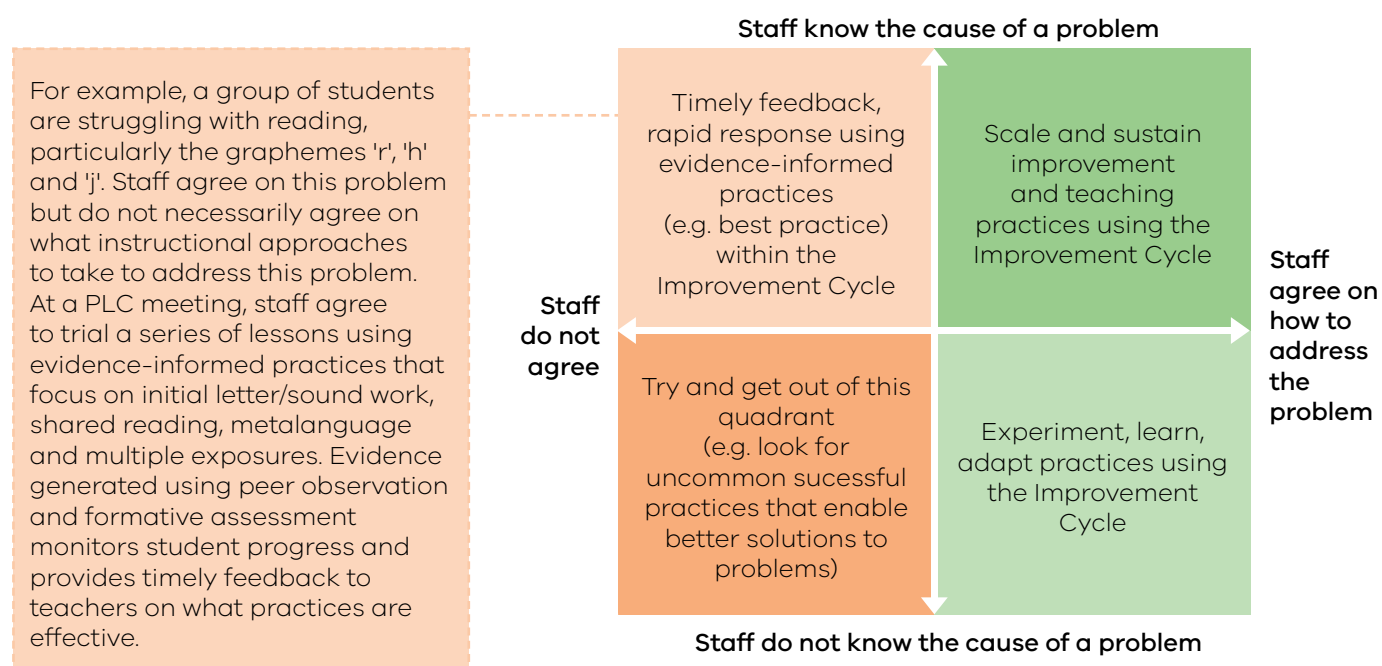 Staff know the cause of a problem
For example, a group of students
are struggling with reading,
particularly the graphemes 'r', 'h'
and 'j'. Staff agree on this problem
but do not necessarily agree on
what instructional approaches
to take to address this problem.
At a PLC meeting, staff agree
to trial a series of lessons using
evidence-informed practices that
focus on initial letter/sound work,
shared reading, metalanguage
and multiple exposures. Evidence
generated using peer observation
and formative assessment
monitors student progress and
provides timely feedback to
teachers on what practices are
effective.
Timely feedback,
rapid response using
evidence-informed
practices
(e.g. best practice)
within the
Improvement Cycle
Scale and sustain
improvement
and teaching
practices using the
Improvement Cycle
Staff
do not
agree
Staff
agree on
how to
address
the
problem
Try and get out of this
quadrant
(e.g. look for
uncommon sucessful
practices that enable
better solutions to
problems)
Experiment, learn,
adapt practices using
the Improvement
Cycle
Staff do not know the cause of a problem